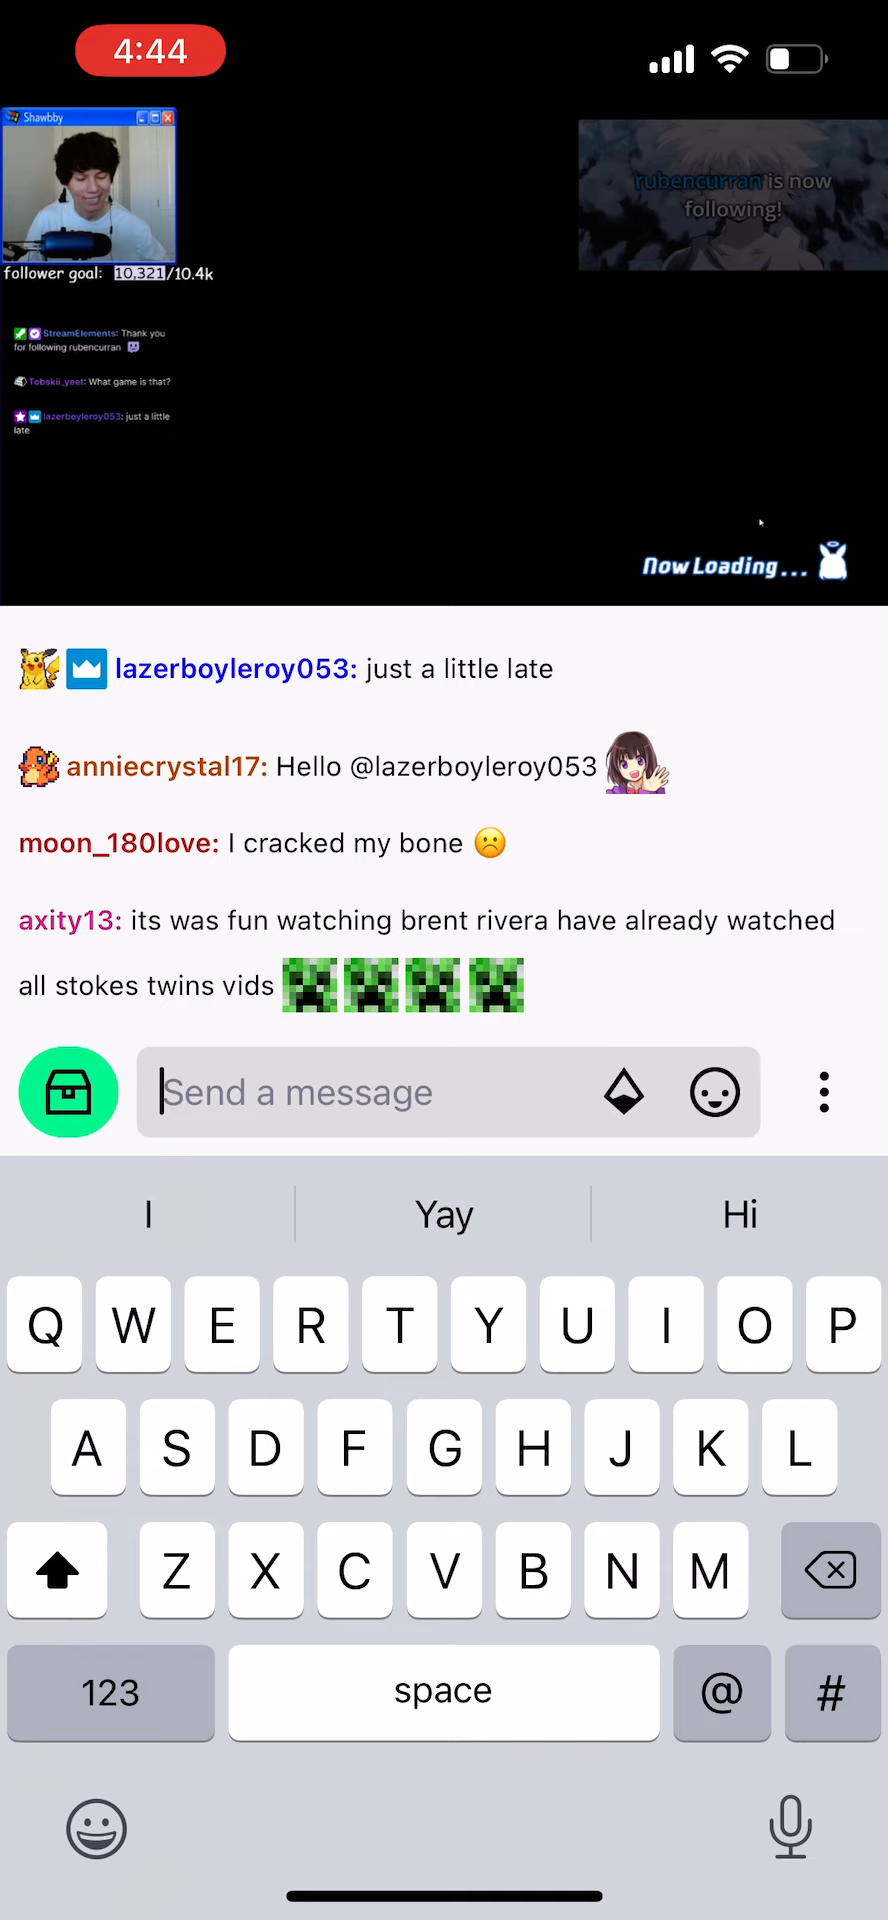 4:44
Shawbby
rubencurran is now
following!
follower goal: 10,321/10.4k
StreamElements: Thank you
for following rubencurran
Tobskii_yeet: What game is that?
lazerboyleroy053: just a little
late
Now Loading...
lazerboyleroy053: just a little late
anniecrystal17: Hello @lazerboyleroy053
moon_180love: I cracked my bone ☹️
axity13: its was fun watching brent rivera have already watched
all stokes twins vids
Send a message
I Yay Hi
Q W E R T Y U I O P
A S D F G H J K L
Z X C V B N M
123 space @ #